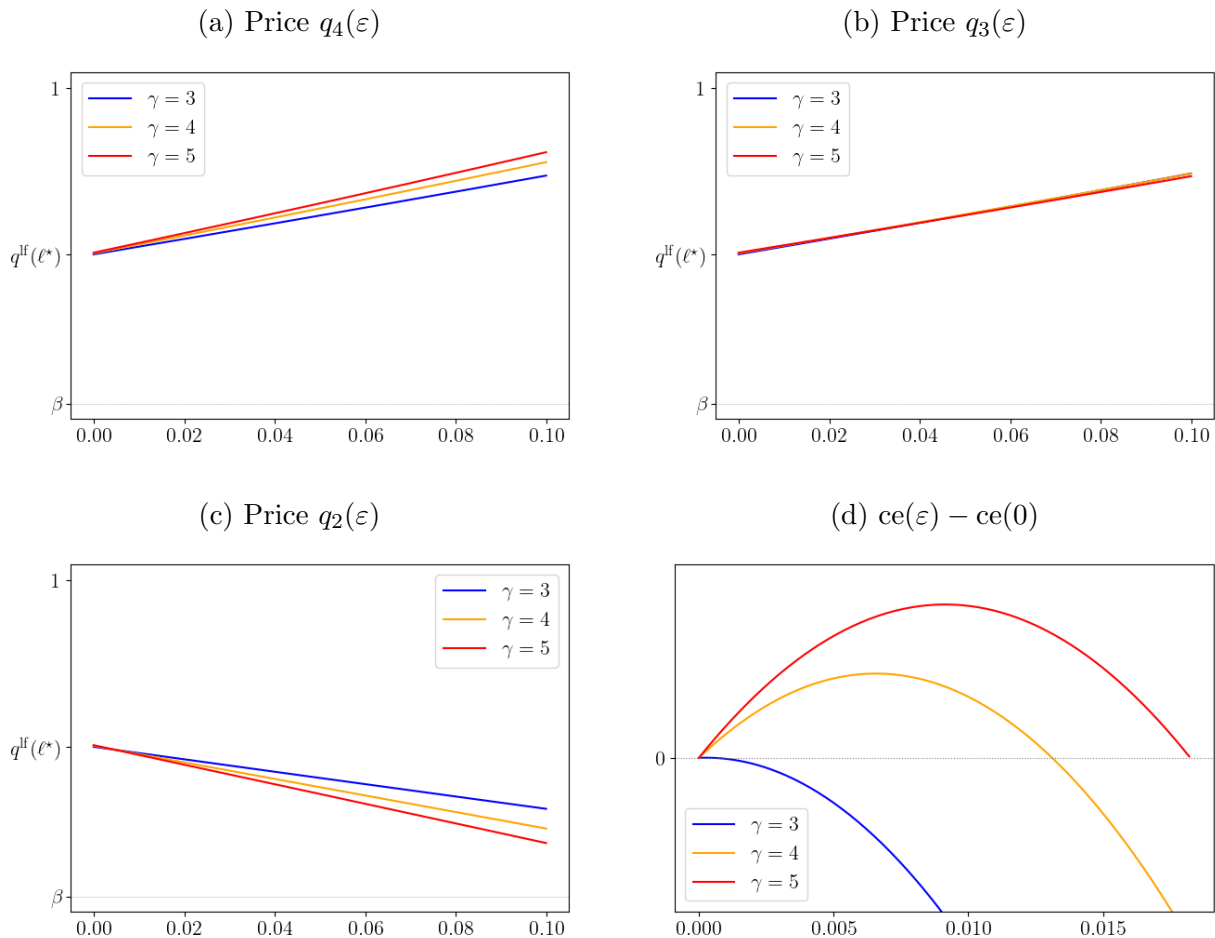 (a) Price q₄(ε)
1
γ = 3
γ = 4
γ = 5
qˡᶠ(ℓ⋆)
β
0.00 0.02 0.04 0.06 0.08 0.10
(b) Price q₃(ε)
1
γ = 3
γ = 4
γ = 5
qˡᶠ(ℓ⋆)
β
0.00 0.02 0.04 0.06 0.08 0.10
(c) Price q₂(ε)
1
γ = 3
γ = 4
γ = 5
qˡᶠ(ℓ⋆)
β
0.00 0.02 0.04 0.06 0.08 0.10
(d) ce(ε) − ce(0)
0
γ = 3
γ = 4
γ = 5
0.000 0.005 0.010 0.015